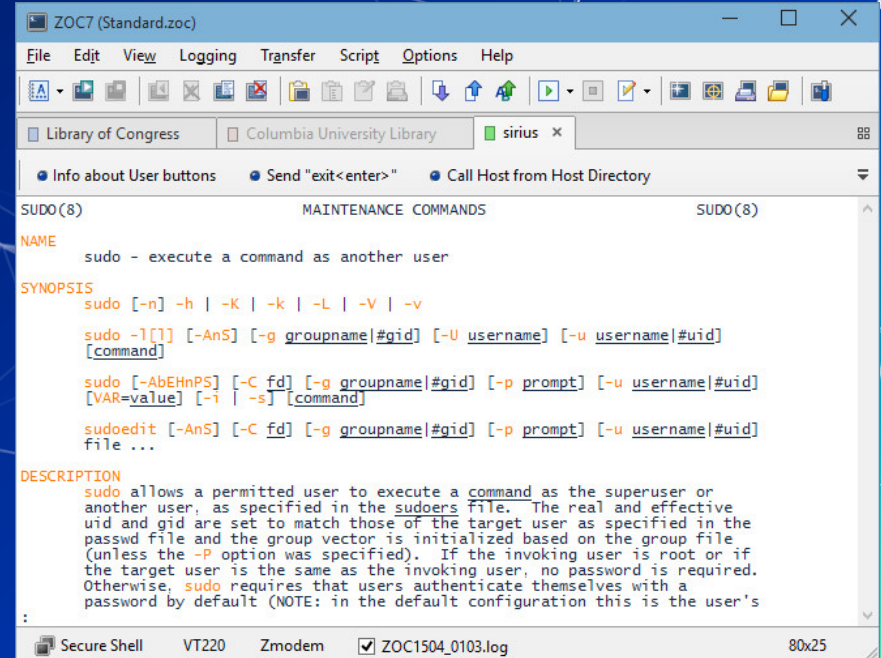 ZOC7 (Standard.zoc)
File Edit View Logging Transfer Script Options Help
Library of Congress Columbia University Library sirius
Info about User buttons Send "exit<enter>" Call Host from Host Directory
SUDO(8) MAINTENANCE COMMANDS SUDO(8)
NAME
sudo - execute a command as another user
SYNOPSIS
sudo [-n] -h | -K | -k | -L | -V | -v
sudo -l[l] [-AnS] [-g groupname|#gid] [-U username] [-u username|#uid]
[command]
sudo [-AbEHnPS] [-C fd] [-g groupname|#gid] [-p prompt] [-u username|#uid]
[VAR=value] [-i | -s] [command]
sudoedit [-AnS] [-C fd] [-g groupname|#gid] [-p prompt] [-u username|#uid]
file ...
DESCRIPTION
sudo allows a permitted user to execute a command as the superuser or
another user, as specified in the sudoers file. The real and effective
uid and gid are set to match those of the target user as specified in the
passwd file and the group vector is initialized based on the group file
(unless the -P option was specified). If the invoking user is root or if
the target user is the same as the invoking user, no password is required.
Otherwise, sudo requires that users authenticate themselves with a
password by default (NOTE: in the default configuration this is the user's
:
Secure Shell VT220 Zmodem ZOC1504_0103.log 80x25